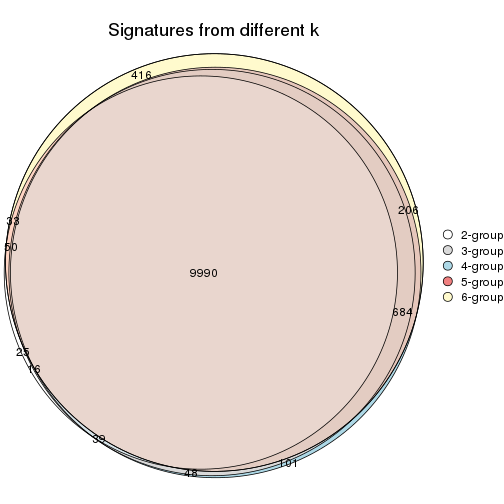 Signatures from different k
416
206
33
50
9990
684
25
16
39
48
101
2-group
3-group
4-group
5-group
6-group